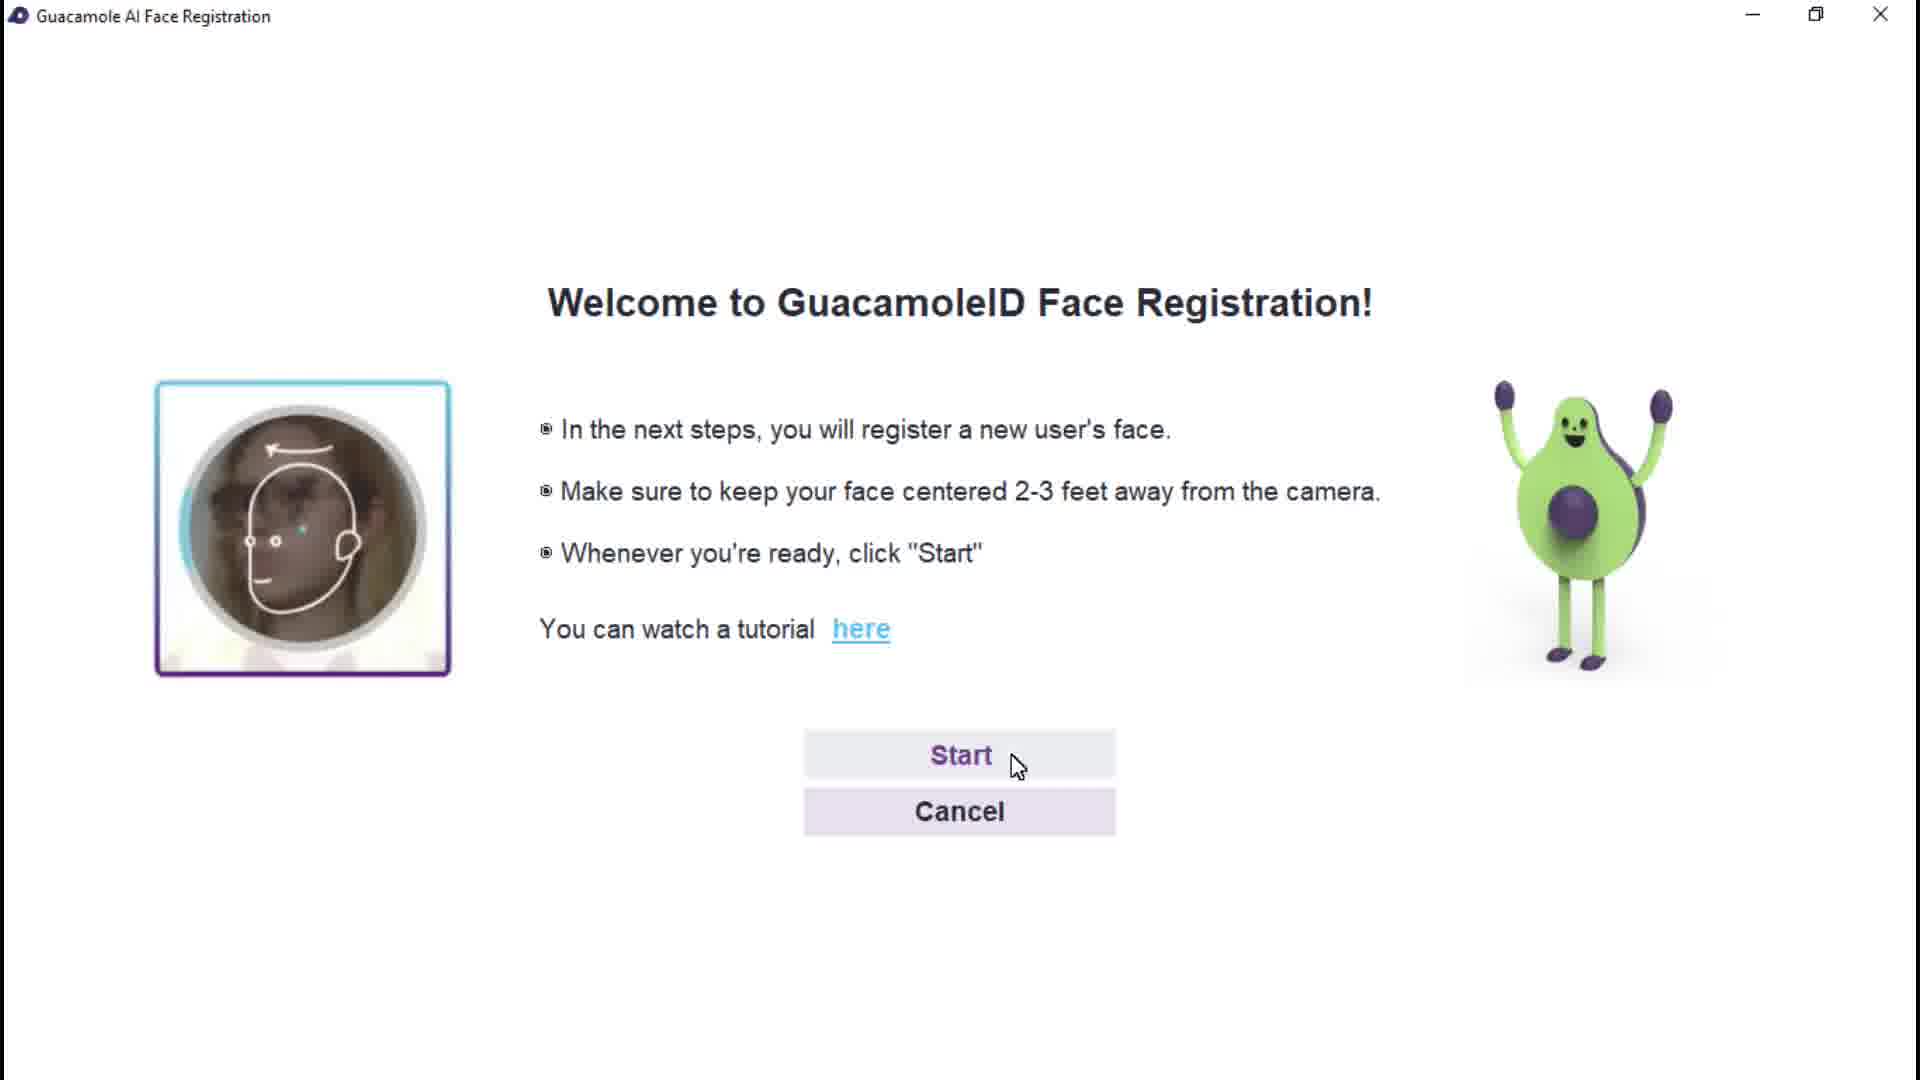 Guacamole AI Face Registration
Welcome to GuacamoleID Face Registration!
In the next steps, you will register a new user's face.
Make sure to keep your face centered 2-3 feet away from the camera.
Whenever you're ready, click "Start"
You can watch a tutorial here
Start
Cancel